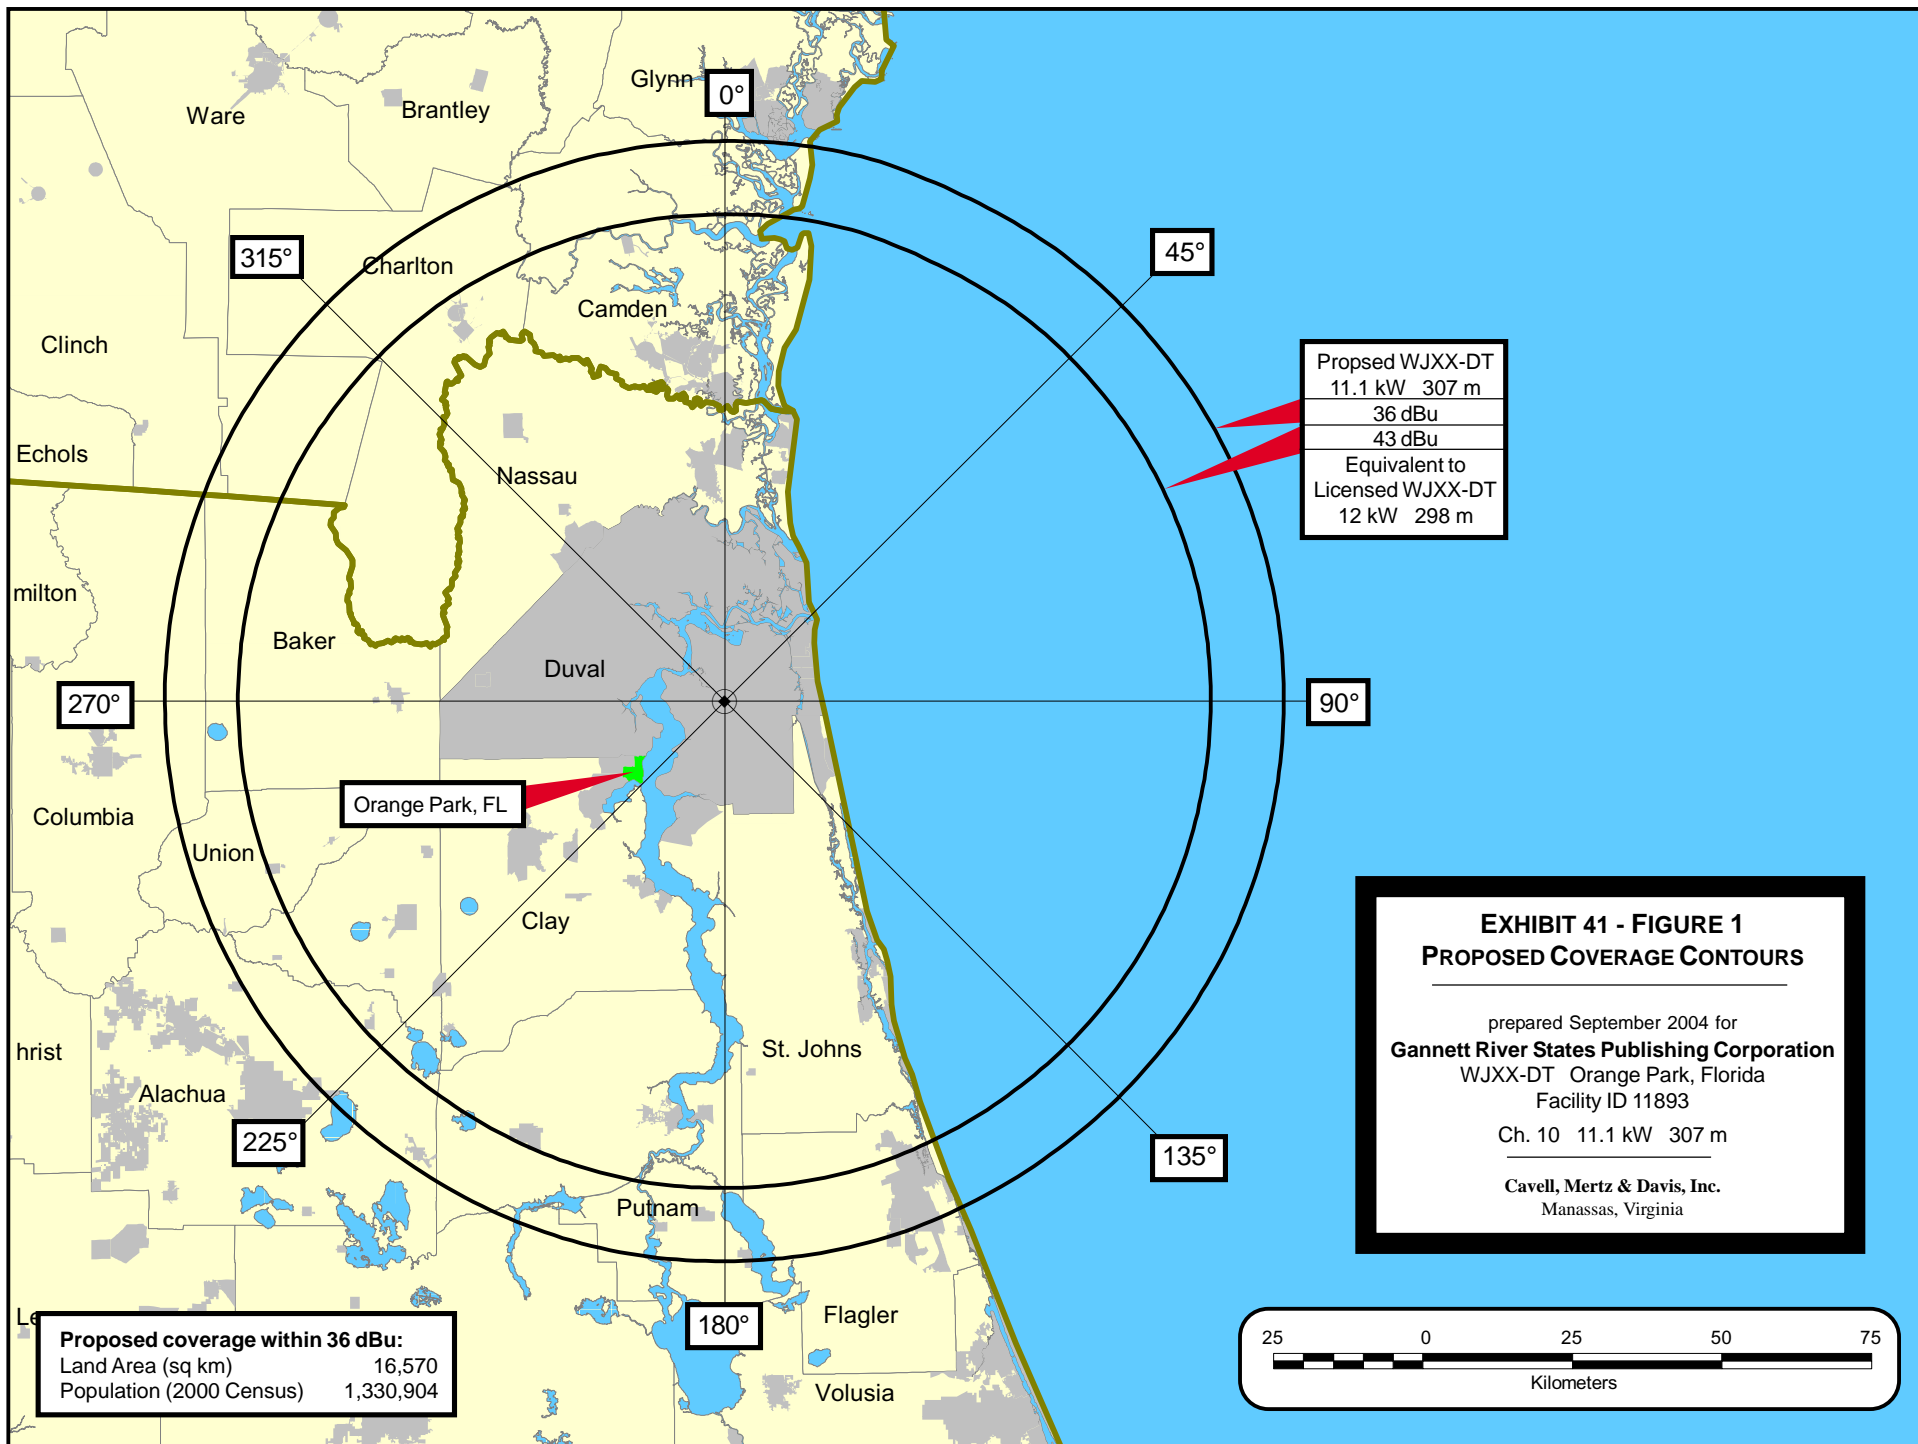 Glynn
0°
Ware
Brantley
315°
45°
Charlton
Camden
Clinch
Propsed WJXX-DT
11.1 kW 307 m
36 dBu
43 dBu
Equivalent to
Licensed WJXX-DT
12 kW 298 m
Echols
Nassau
milton
Baker
Duval
270°
90°
Orange Park, FL
Columbia
Union
Clay
EXHIBIT 41 - FIGURE 1
PROPOSED COVERAGE CONTOURS
prepared September 2004 for
Gannett River States Publishing Corporation
WJXX-DT Orange Park, Florida
Facility ID 11893
Ch. 10 11.1 kW 307 m
Cavell, Mertz & Davis, Inc.
Manassas, Virginia
hrist
St. Johns
Alachua
225°
135°
Putnam
Le
180°
Flagler
Volusia
Proposed coverage within 36 dBu:
Land Area (sq km) 16,570
Population (2000 Census) 1,330,904
25 0 25 50 75
Kilometers